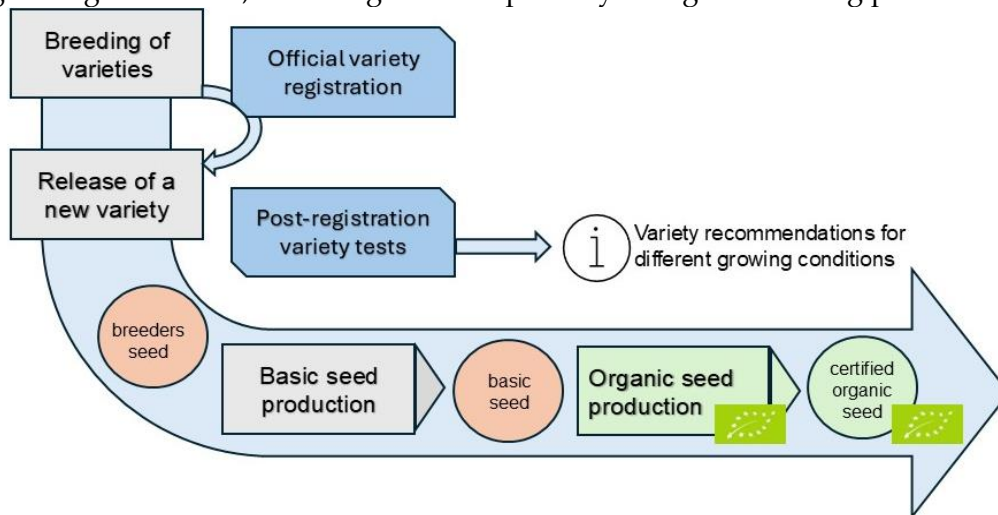 Breeding of
varieties
Official variety
registration
Release of a
new variety
Post-registration
variety tests
i
Variety recommendations for
different growing conditions
breeders
seed
Basic seed
production
basic
seed
Organic seed
production
certified
organic
seed